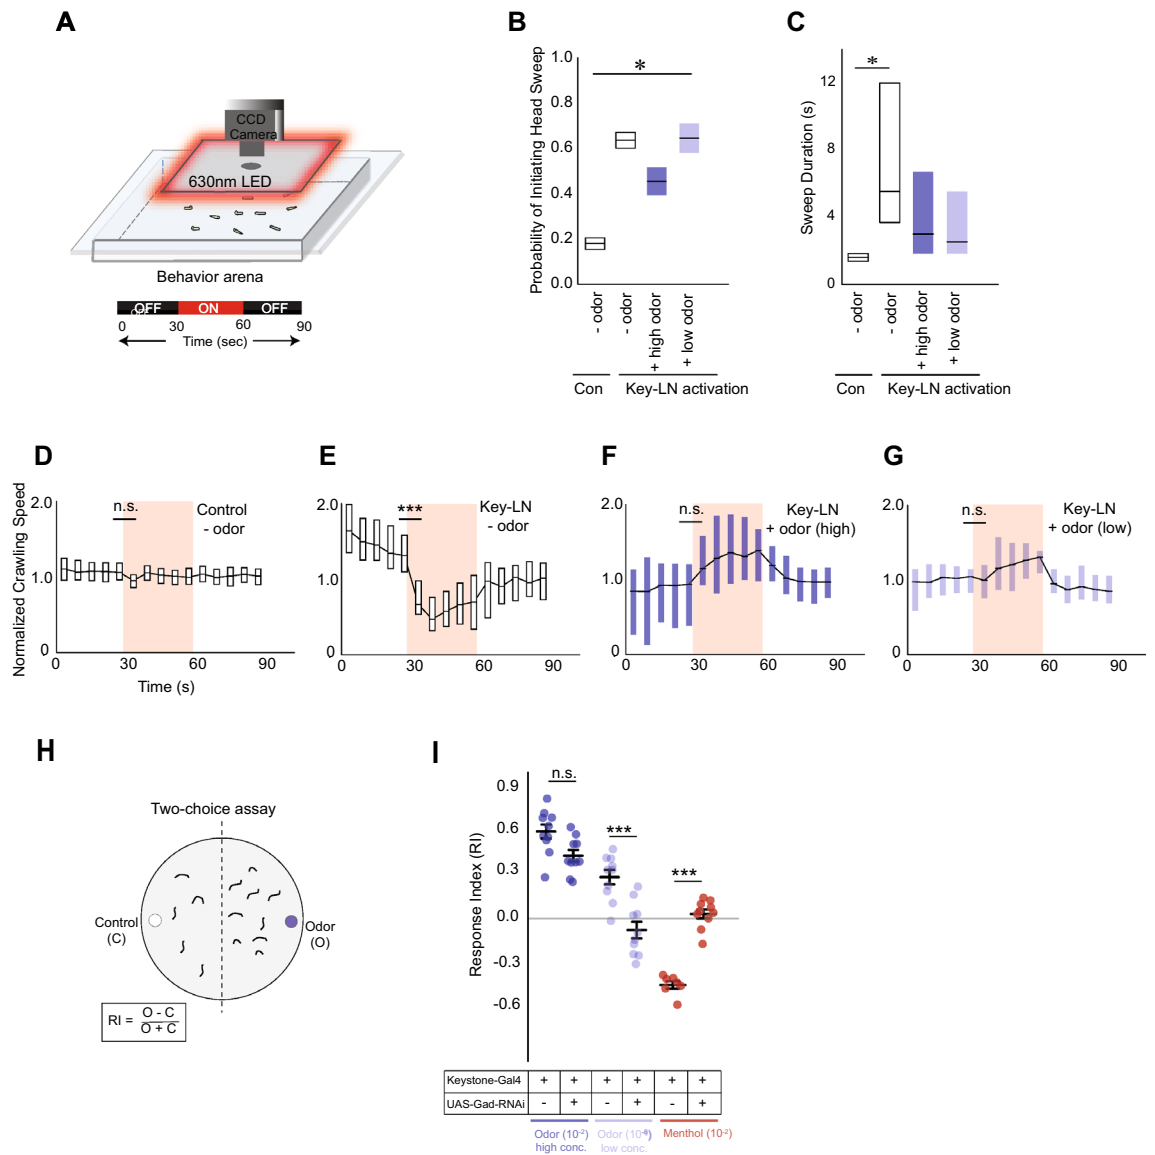 A
CCD
Camera
630nm LED
Behavior arena
OFF ON OFF
0 30 60 90
Time (sec)
B
Probability of Initiating Head Sweep
1.0
0.8
0.6
0.4
0.2
0.0
*
- odor
- odor
+ high odor
+ low odor
Con
Key-LN activation
C
Sweep Duration (s)
12
8
4
0
*
- odor
- odor
+ high odor
+ low odor
Con
Key-LN activation
D
Normalized Crawling Speed
2.0
1.0
0
n.s.
Control
- odor
0 30 60 90
Time (s)
E
2.0
1.0
0
***
Key-LN
- odor
0 30 60 90
F
2.0
1.0
0
n.s.
Key-LN
+ odor (high)
0 30 60 90
G
2.0
1.0
0
n.s.
Key-LN
+ odor (low)
0 30 60 90
H
Two-choice assay
Control
(C)
Odor
(O)
RI = O - C
O + C
I
Response Index (RI)
0.9
0.6
0.3
0.0
-0.3
-0.6
n.s.
***
***
Keystone-Gal4 + + + + + +
UAS-Gad-RNAi - + - + - +
Odor (10-2)
high conc.
low conc.
Menthol (10-2)